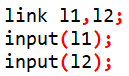 link l1,l2;
input(l1);
input(l2);